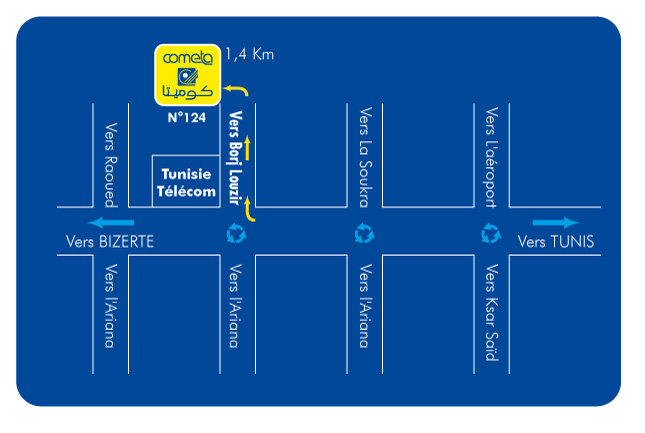 cometa
كوميتا
1,4 Km
N°124
Vers Raoued
Tunisie
Télécom
Vers Borj Louzir
Vers La Soukra
Vers L'aéroport
Vers BIZERTE
Vers TUNIS
Vers l'Ariana
Vers l'Ariana
Vers l'Ariana
Vers Ksar Saïd